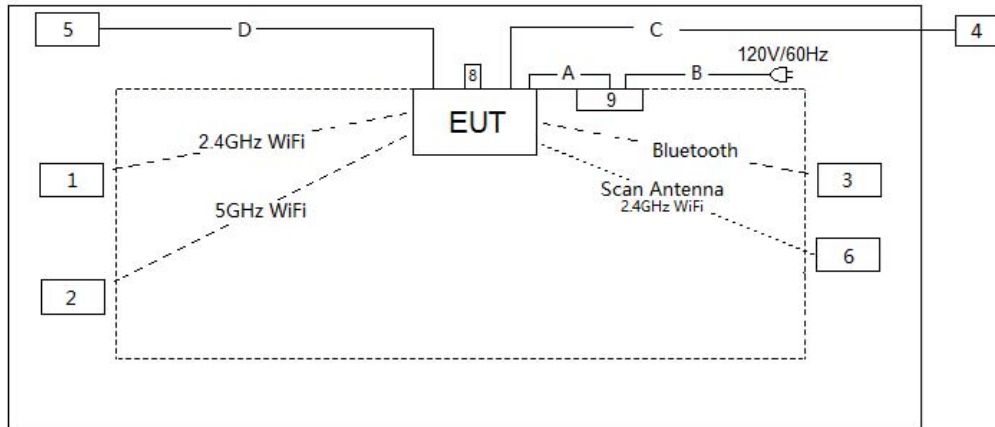 5
D
C
4
120V/60Hz
8
A
B
9
EUT
2.4GHz WiFi
Bluetooth
1
3
Scan Antenna
2.4GHz WiFi
5GHz WiFi
6
2